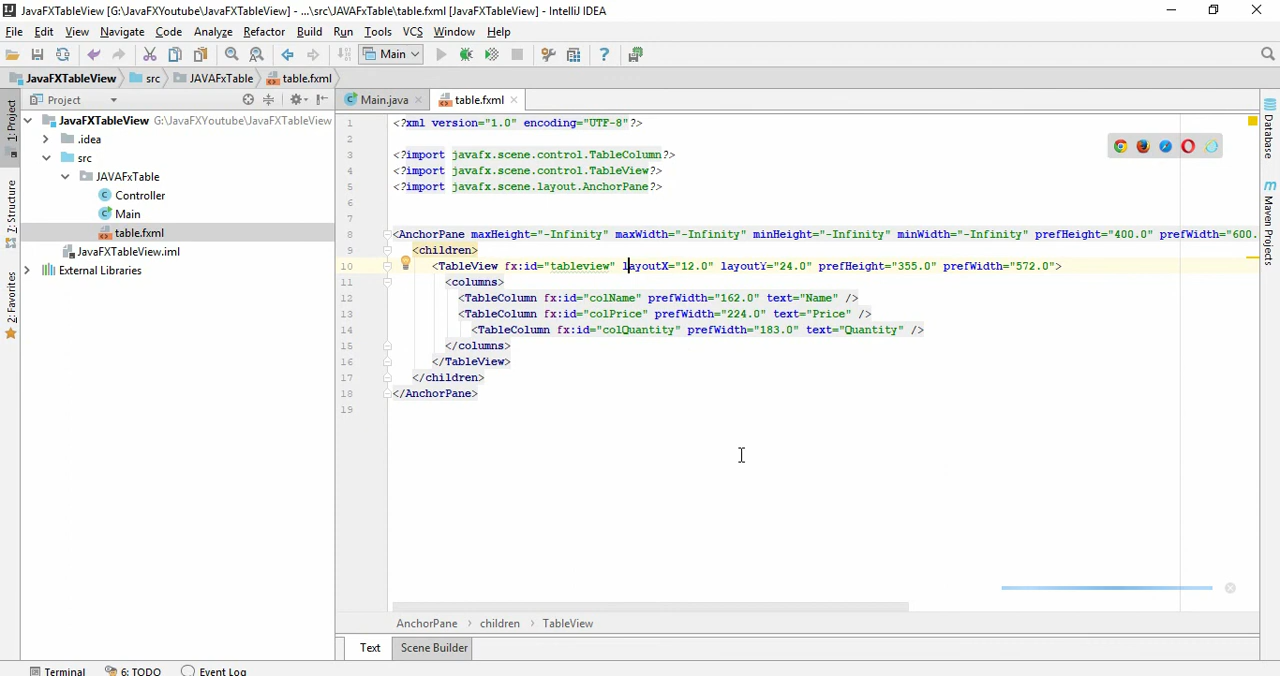 JavaFXTableView [G:\JavaFXYoutube\JavaFXTableView] - ...\src\JAVAFxTable\table.fxml [JavaFXTableView] - IntelliJ IDEA
File Edit View Navigate Code Analyze Refactor Build Run Tools VCS Window Help
Main
JavaFXTableView src JAVAFxTable table.fxml
1: Project
Z: Structure
2: Favorites
Project
JavaFXTableView G:\JavaFXYoutube\JavaFXTableView
.idea
src
JAVAFxTable
Controller
Main
table.fxml
JavaFXTableView.iml
External Libraries
Main.java table.fxml
1 <?xml version="1.0" encoding="UTF-8"?>
2
3 <?import javafx.scene.control.TableColumn?>
4 <?import javafx.scene.control.TableView?>
5 <?import javafx.scene.layout.AnchorPane?>
6
7
8 <AnchorPane maxHeight="-Infinity" maxWidth="-Infinity" minHeight="-Infinity" minWidth="-Infinity" prefHeight="400.0" prefWidth="600.
9 <children>
10 <TableView fx:id="tableview" layoutX="12.0" layoutY="24.0" prefHeight="355.0" prefWidth="572.0">
11 <columns>
12 <TableColumn fx:id="colName" prefWidth="162.0" text="Name" />
13 <TableColumn fx:id="colPrice" prefWidth="224.0" text="Price" />
14 <TableColumn fx:id="colQuantity" prefWidth="183.0" text="Quantity" />
15 </columns>
16 </TableView>
17 </children>
18 </AnchorPane>
19
AnchorPane children TableView
Text Scene Builder
Database
Maven Projects
Terminal 6: TODO Event Log